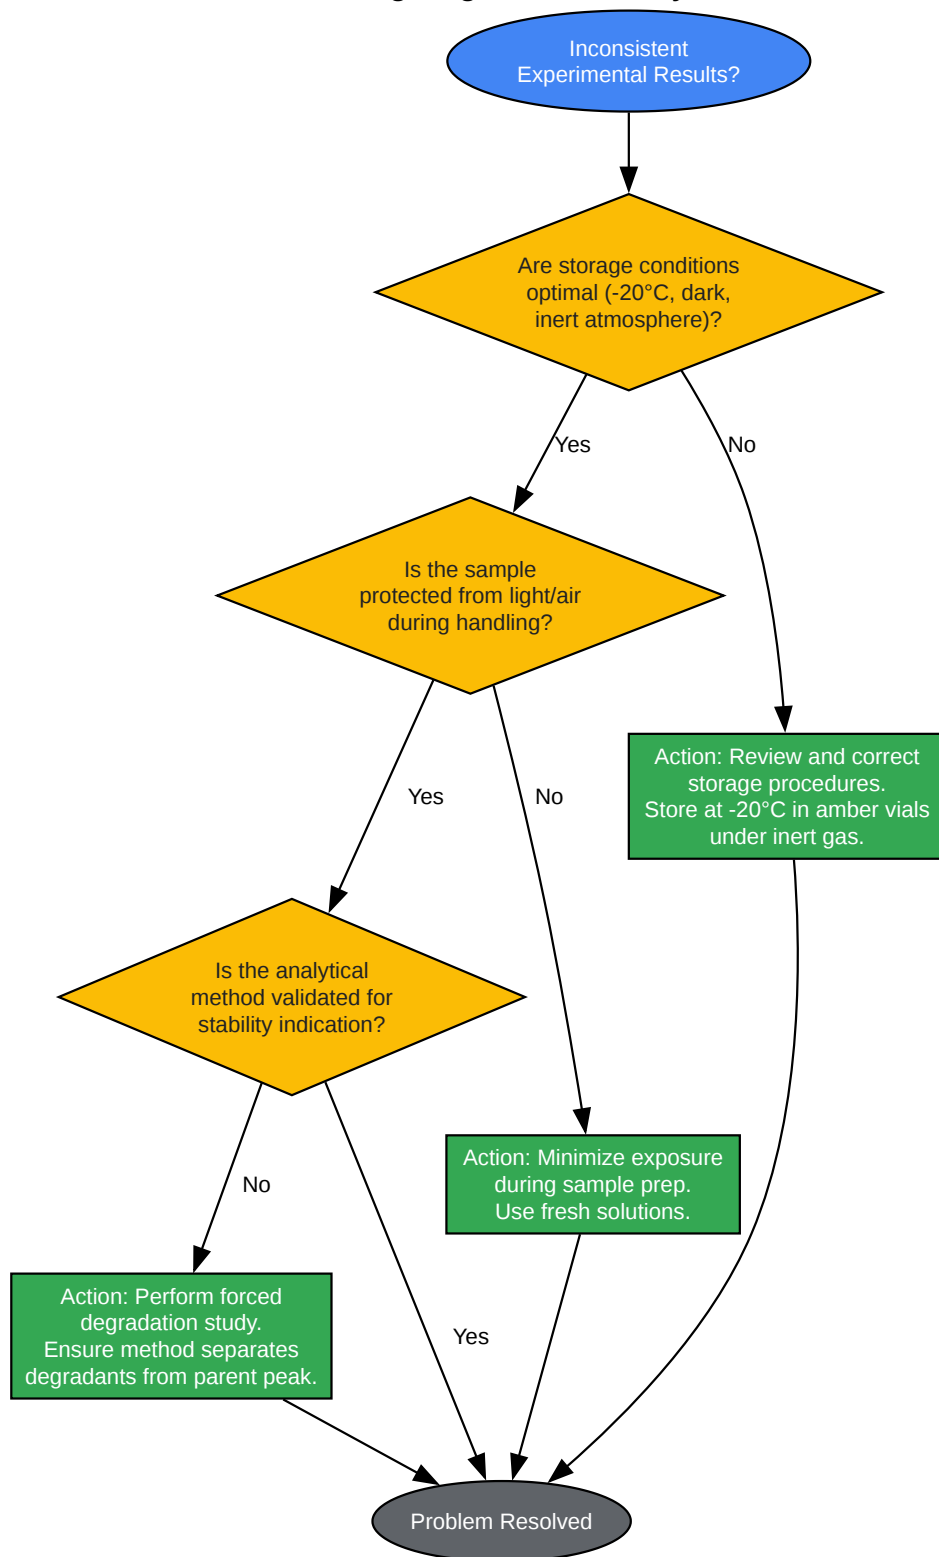 Inconsistent
Experimental Results?
Are storage conditions
optimal (-20°C, dark,
inert atmosphere)?
Yes
No
Is the sample
protected from light/air
during handling?
Yes
No
Action: Review and correct
storage procedures.
Store at -20°C in amber vials
under inert gas.
Is the analytical
method validated for
stability indication?
No
Yes
Action: Minimize exposure
during sample prep.
Use fresh solutions.
Action: Perform forced
degradation study.
Ensure method separates
degradants from parent peak.
Problem Resolved